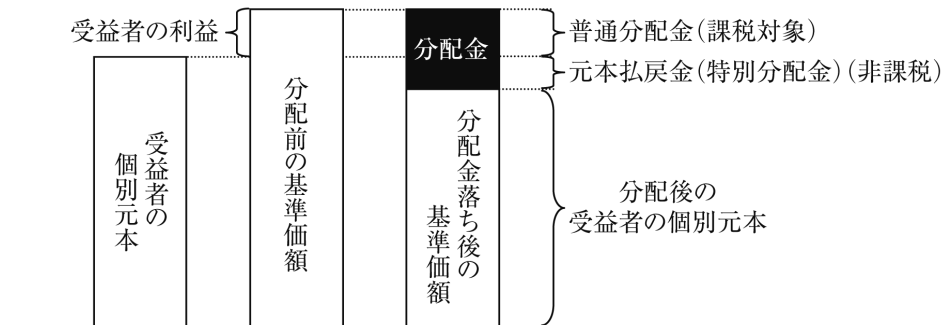 受益者の利益
受益者の
個別元本
分配前の基準価額
分配金
分配金落ち後の
基準価額
普通分配金(課税対象)
元本払戻金(特別分配金)(非課税)
分配後の
受益者の個別元本